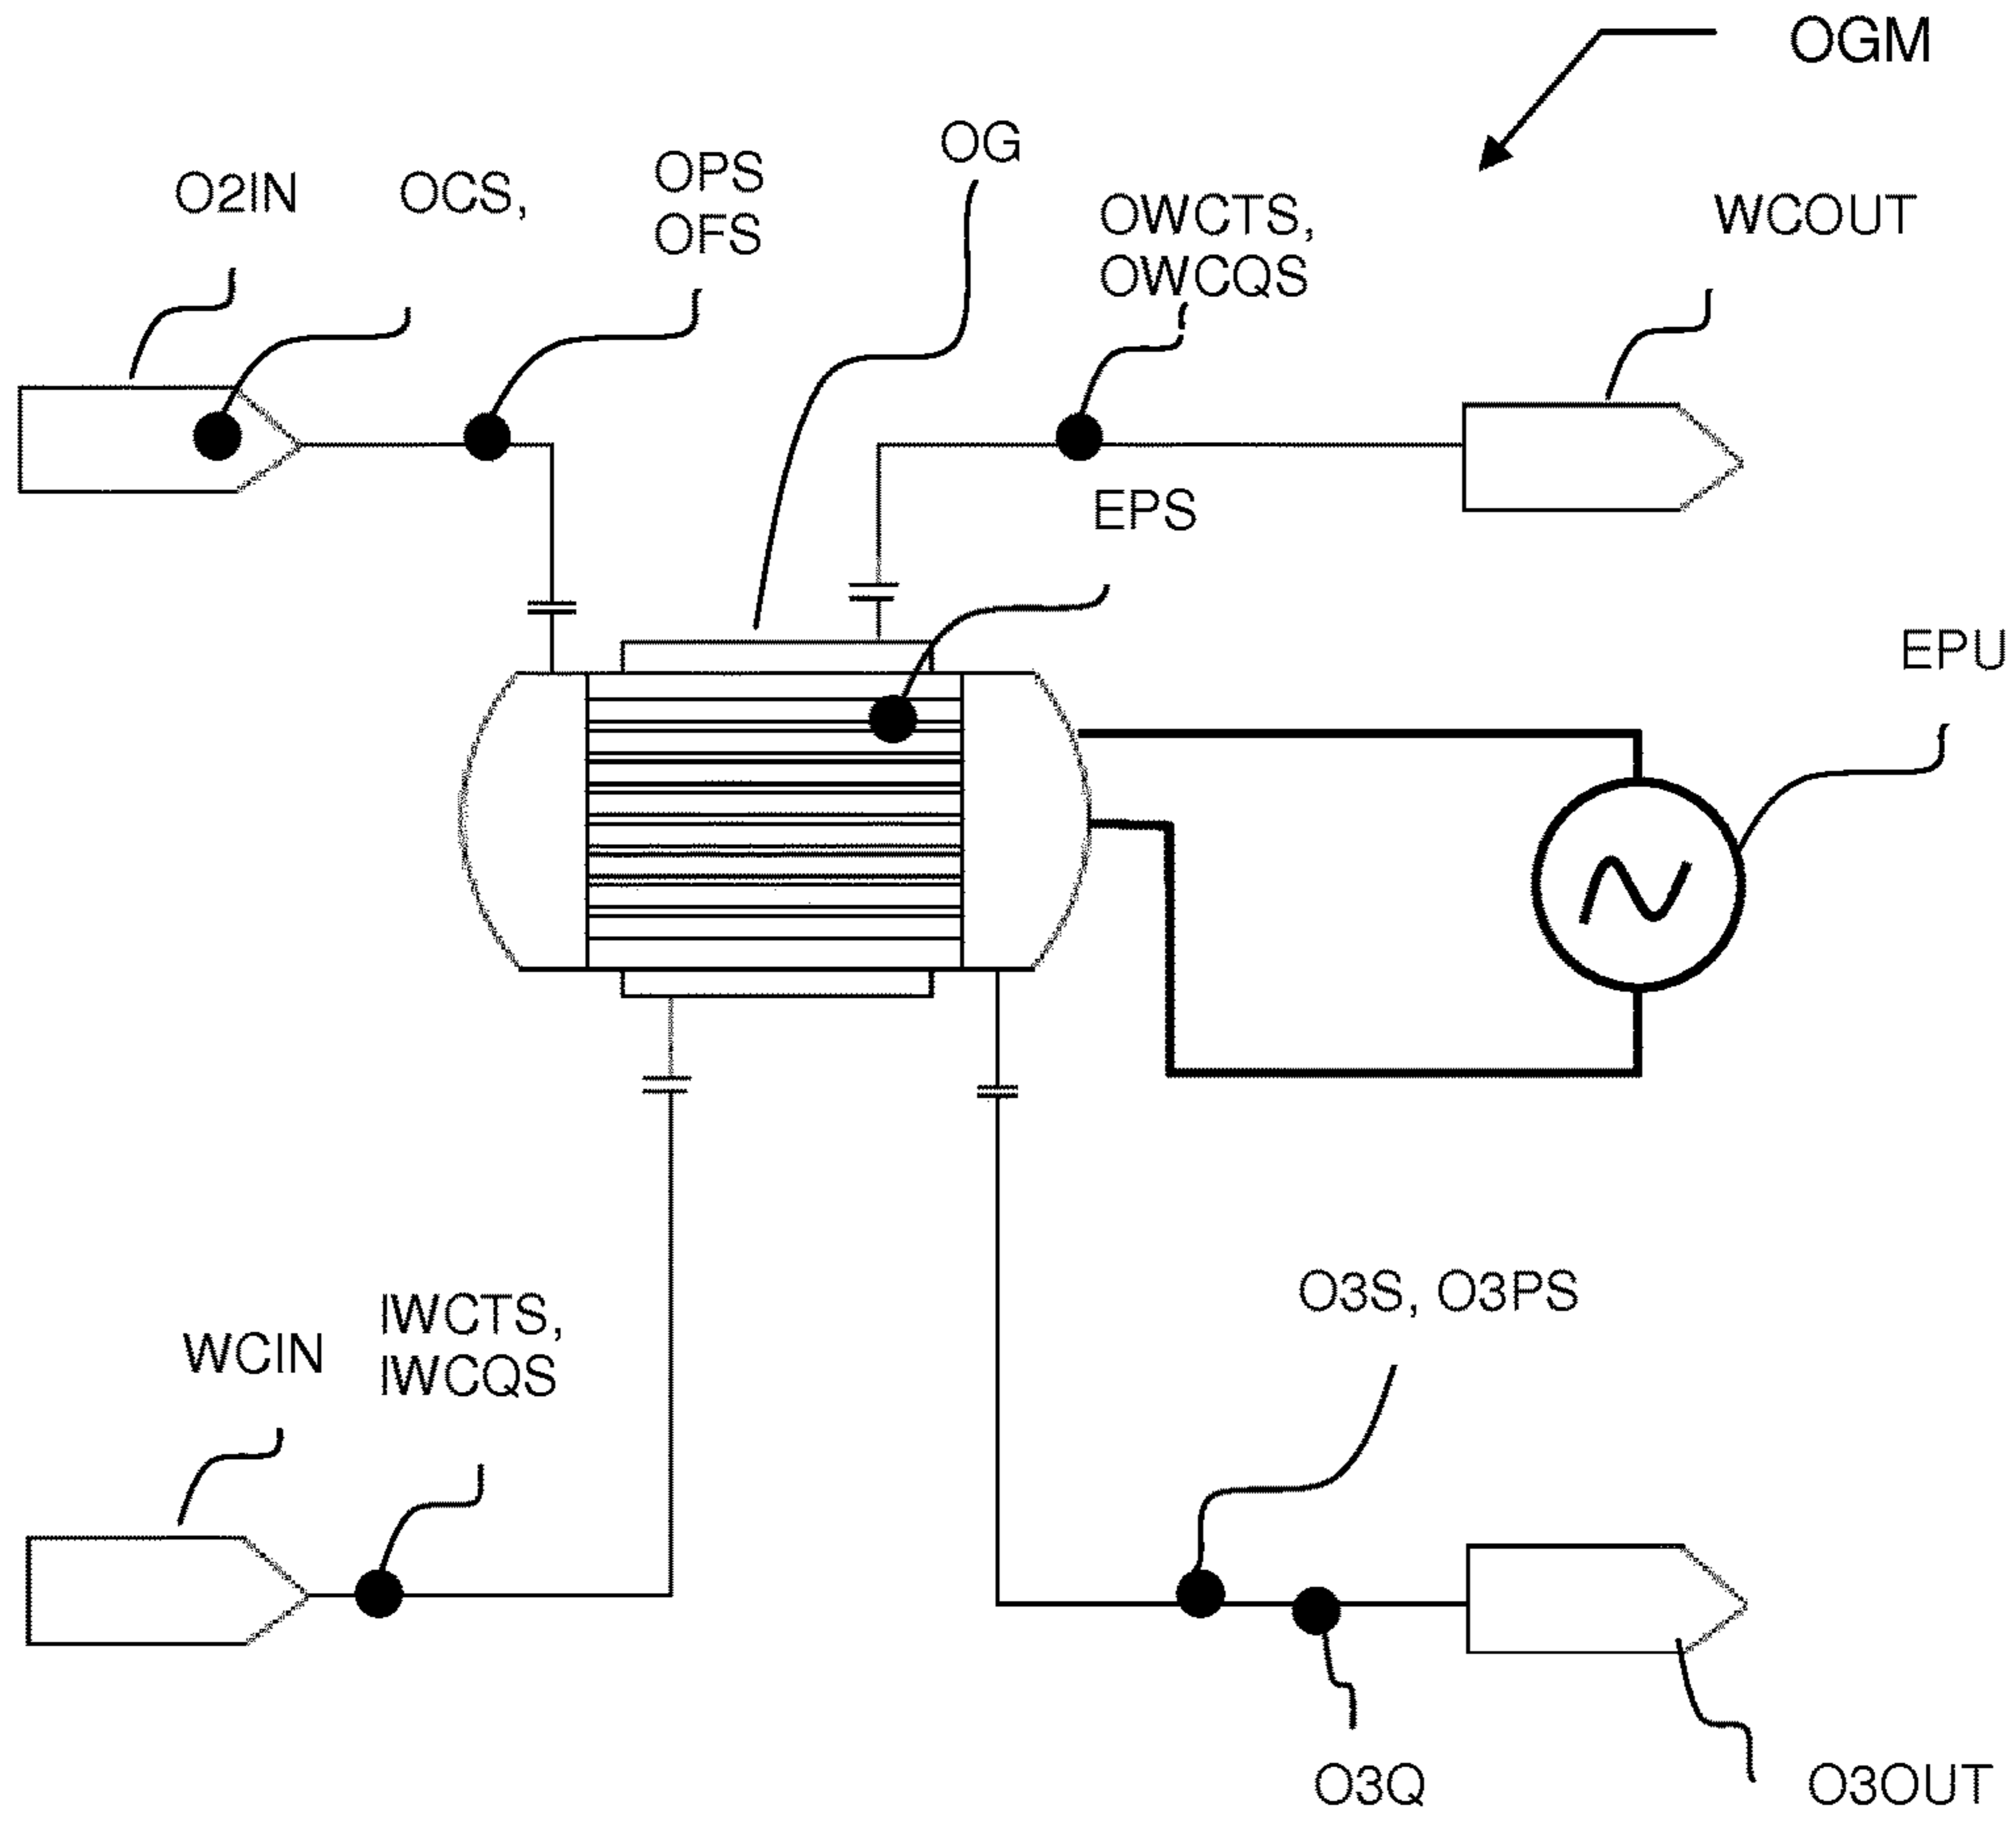 OGM
OG
O2IN
OCS,
OPS
OFS
OWCTS,
OWCQS
WCOUT
EPS
EPU
WCIN
IWCTS,
IWCQS
O3S, O3PS
O3Q
O3OUT